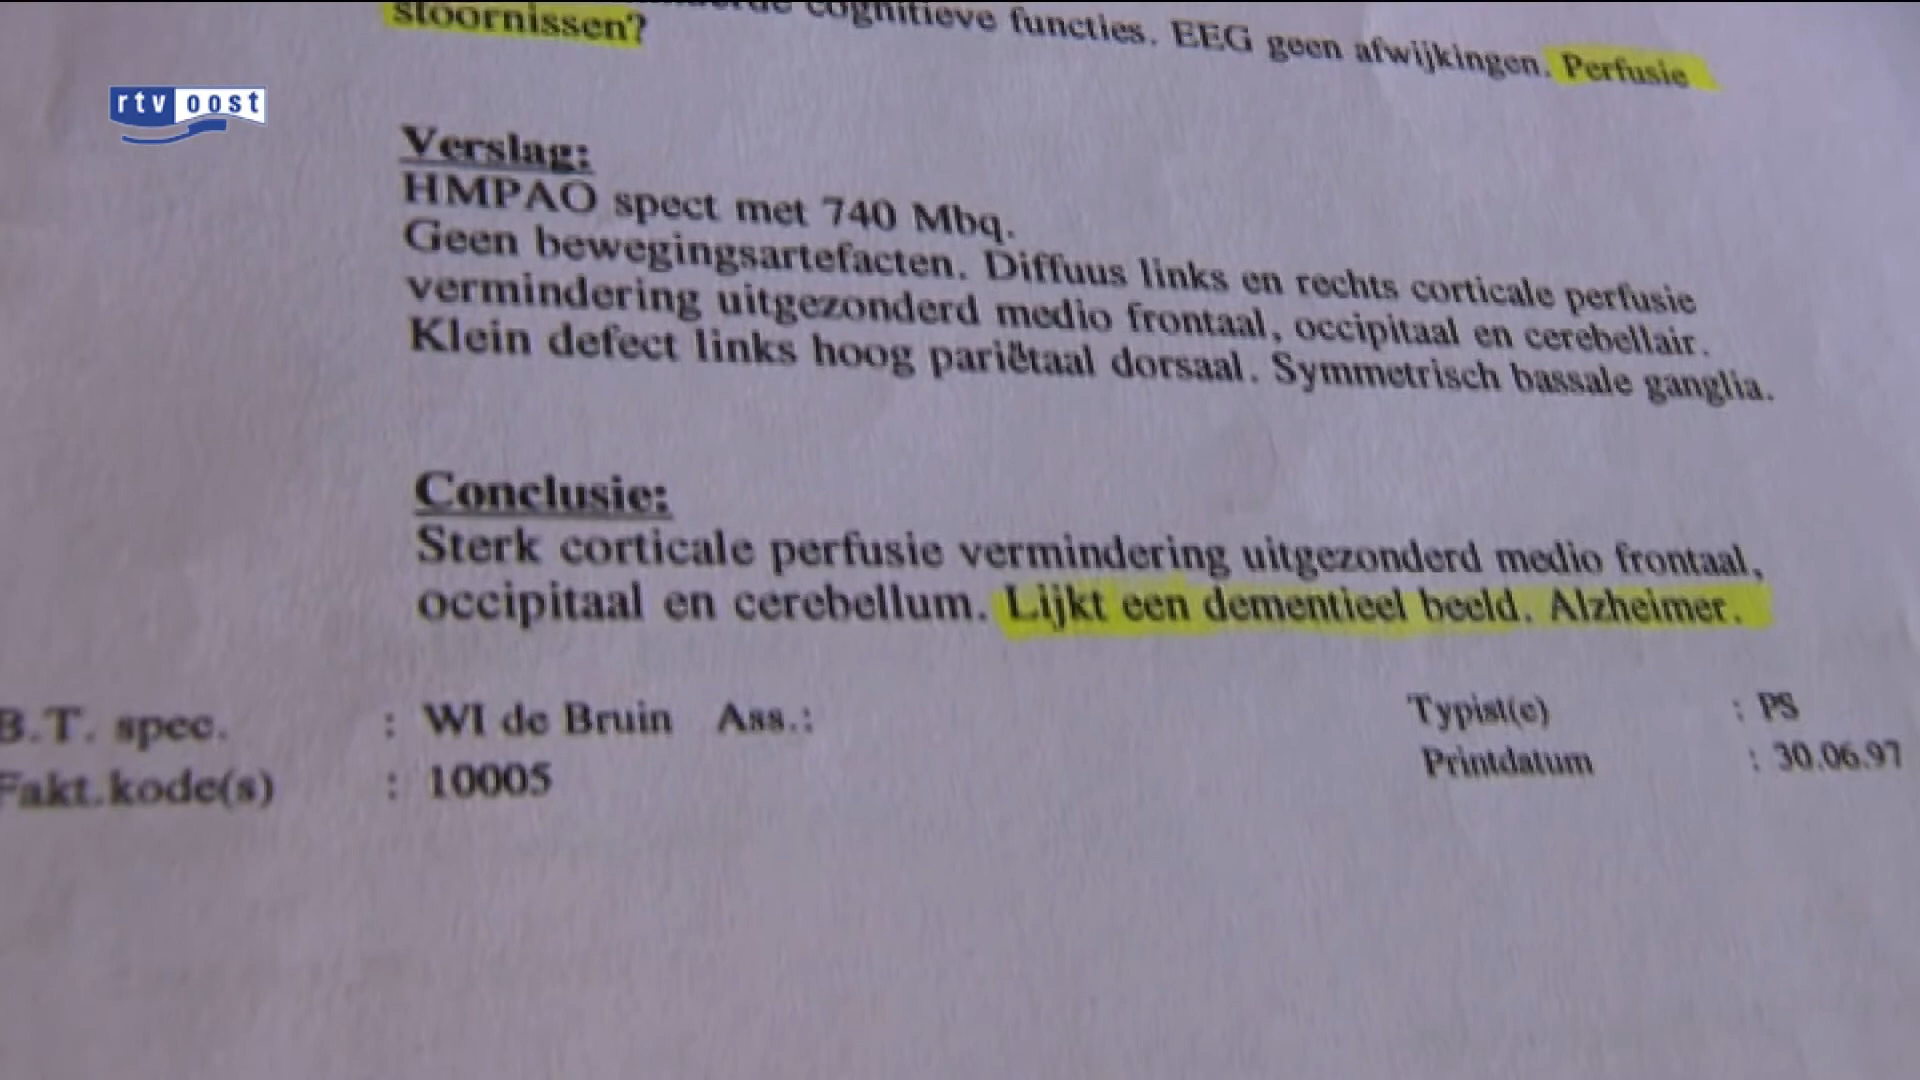 cognitieve functies. EEG geen afwijkingen. Perfusie
stoornissen?
rtv oost
Verslag:
HMPAO spect met 740 Mbq.
Geen bewegingsartefacten. Diffuus links en rechts corticale perfusie
vermindering uitgezonderd medio frontaal, occipitaal en cerebellair.
Klein defect links hoog pariëtaal dorsaal. Symmetrisch bassale ganglia.
Conclusie:
Sterk corticale perfusie vermindering uitgezonderd medio frontaal,
occipitaal en cerebellum. Lijkt een dementieel beeld. Alzheimer.
B.T. spec. : WI de Bruin Ass.: Typist(e) : PS
Fakt.kode(s) : 10005 Printdatum : 30.06.97